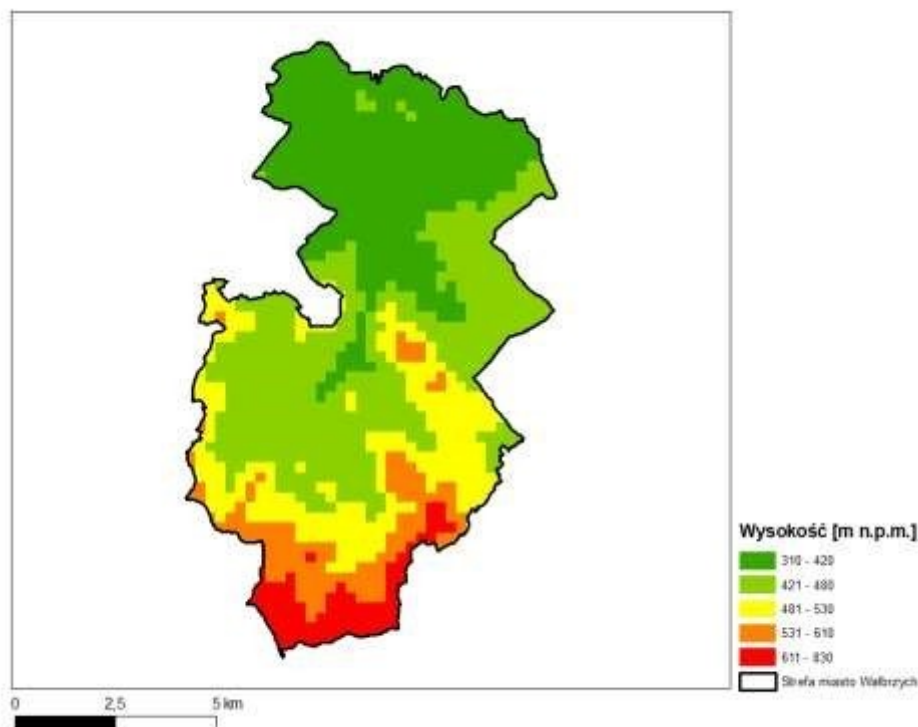 Wysokość [m n.p.m.]
310 - 420
421 - 480
481 - 530
531 - 610
611 - 830
Strefa miasto Wałbrzych
0 2,5 5 km